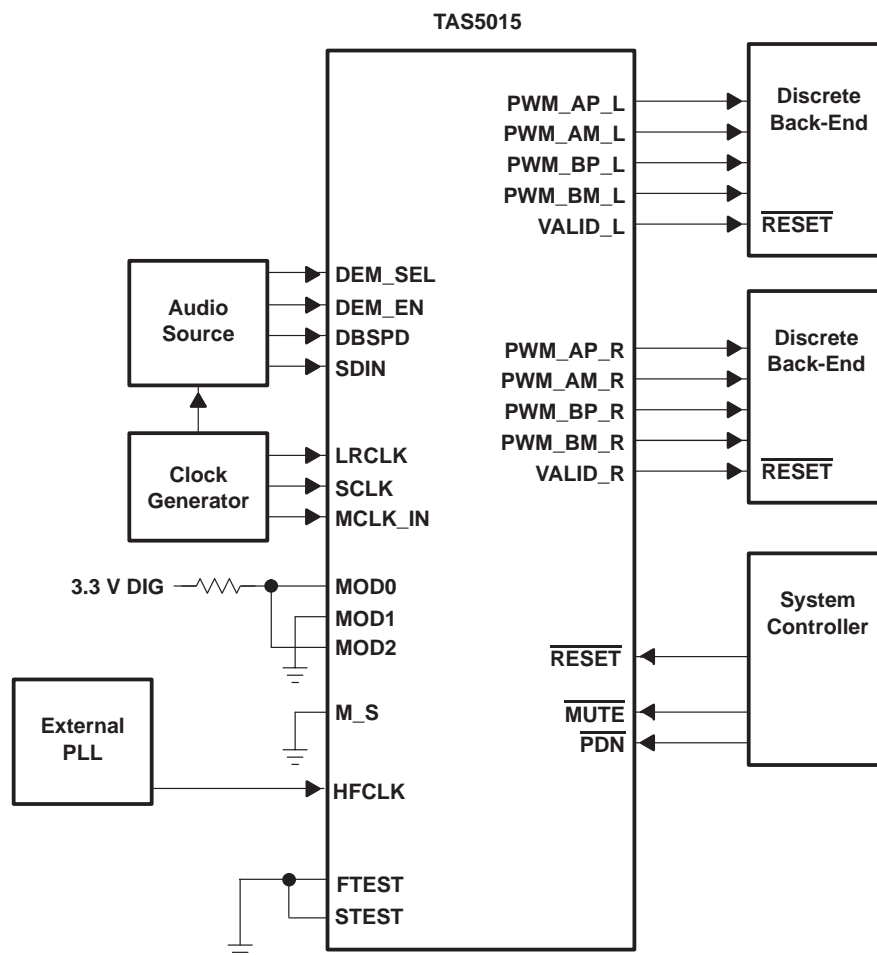 TAS5015
PWM_AP_L
PWM_AM_L
PWM_BP_L
PWM_BM_L
VALID_L
Discrete
Back-End
RESET
DEM_SEL
DEM_EN
DBSPD
SDIN
Audio
Source
PWM_AP_R
PWM_AM_R
PWM_BP_R
PWM_BM_R
VALID_R
Discrete
Back-End
RESET
LRCLK
SCLK
MCLK_IN
Clock
Generator
3.3 V DIG
MOD0
MOD1
MOD2
System
Controller
RESET
MUTE
PDN
M_S
External
PLL
HFCLK
FTEST
STEST